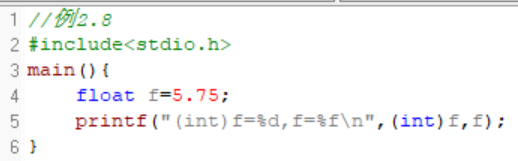 1 //例2.8
2 #include<stdio.h>
3 main(){
4     float f=5.75;
5     printf("(int)f=%d,f=%f\n",(int)f,f);
6 }